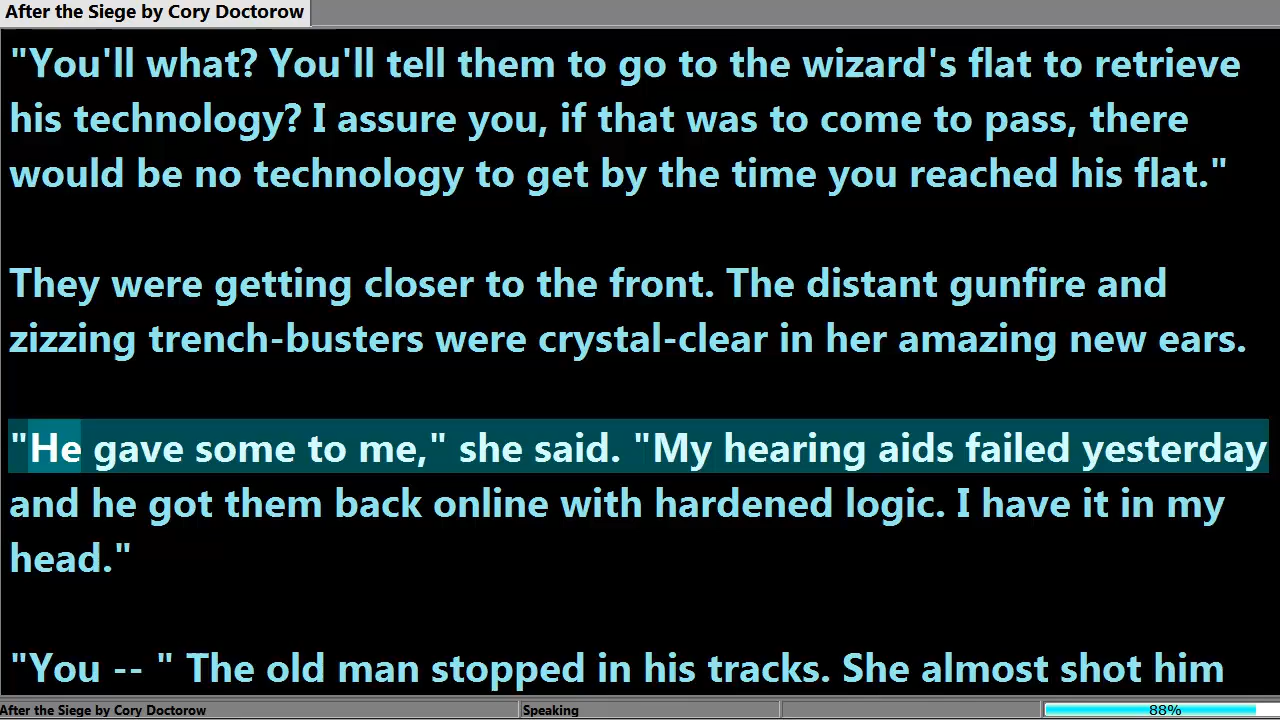 After the Siege by Cory Doctorow
"You'll what? You'll tell them to go to the wizard's flat to retrieve
his technology? I assure you, if that was to come to pass, there
would be no technology to get by the time you reached his flat."
They were getting closer to the front. The distant gunfire and
zizzing trench-busters were crystal-clear in her amazing new ears.
"He gave some to me," she said. "My hearing aids failed yesterday
and he got them back online with hardened logic. I have it in my
head."
"You -- " The old man stopped in his tracks. She almost shot him
After the Siege by Cory Doctorow
Speaking
88%